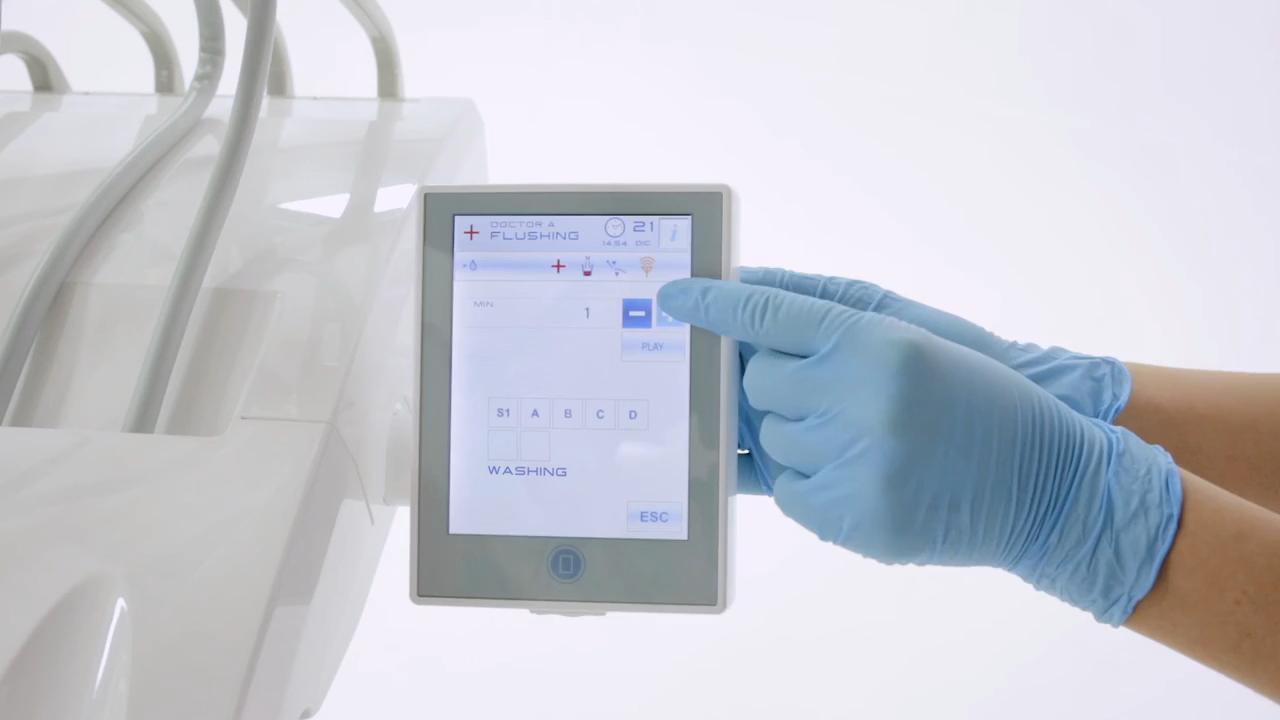 DOCTOR A
FLUSHING
21
14:54 DIC
i
MIN 1
PLAY
S1 A B C D
WASHING
ESC